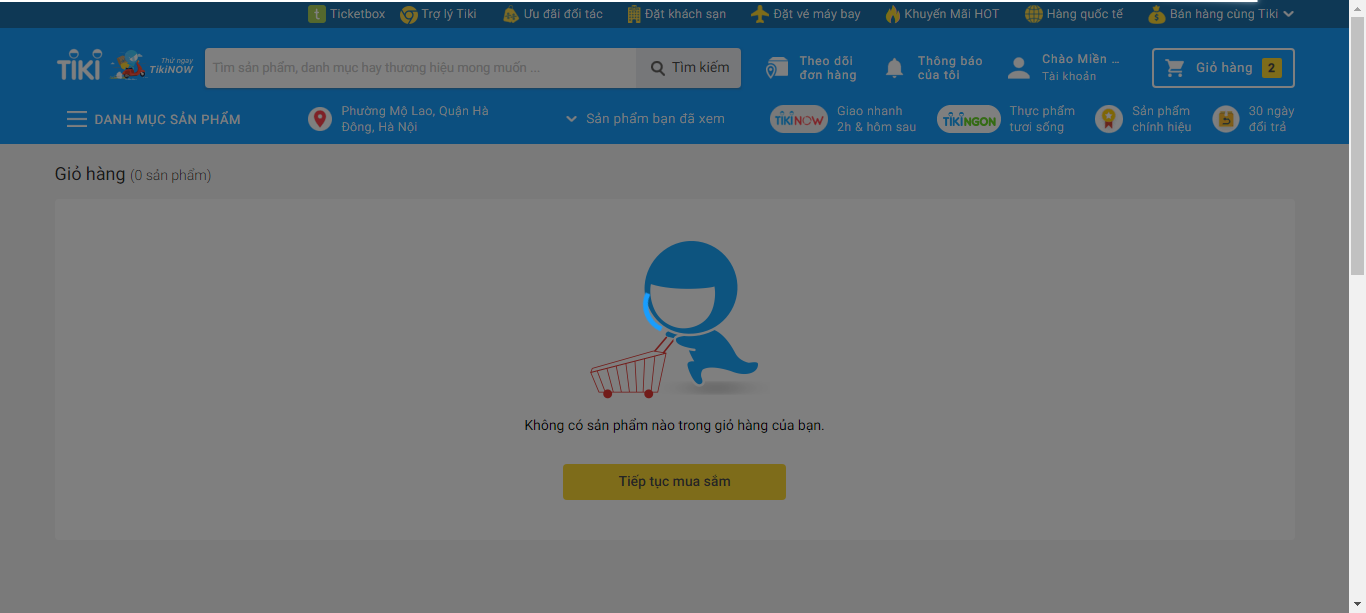 Ticketbox Trợ lý Tiki Ưu đãi đối tác Đặt khách sạn Đặt vé máy bay Khuyến Mãi HOT Hàng quốc tế Bán hàng cùng Tiki
TIKI
Thử ngay
TikiNOW
Tìm sản phẩm, danh mục hay thương hiệu mong muốn ...
Tìm kiếm
Theo dõi
đơn hàng
Thông báo
của tôi
Chào Miền ...
Tài khoản
Giỏ hàng 2
DANH MỤC SẢN PHẨM
Phường Mộ Lao, Quận Hà
Đông, Hà Nội
Sản phẩm bạn đã xem
TIKINOW
Giao nhanh
2h & hôm sau
TIKINGON
Thực phẩm
tươi sống
Sản phẩm
chính hiệu
30 ngày
đổi trả
Giỏ hàng (0 sản phẩm)
Không có sản phẩm nào trong giỏ hàng của bạn.
Tiếp tục mua sắm